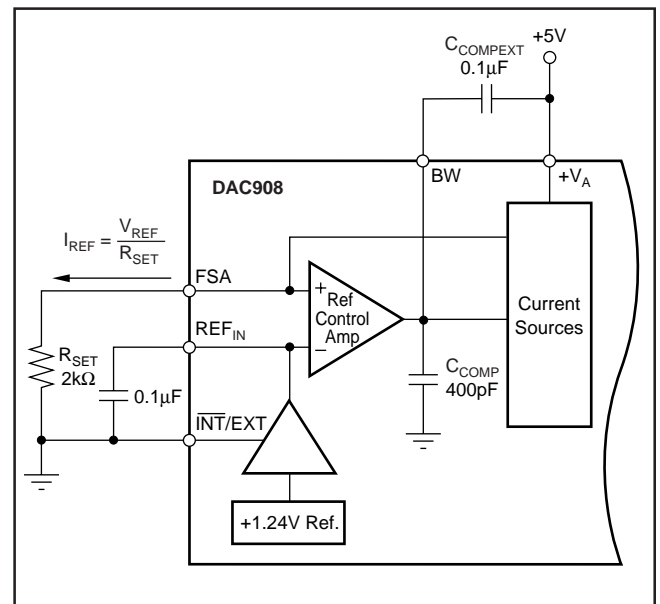 +5V
C_COMPEXT
0.1µF
BW
+V_A
DAC908
I_REF = V_REF / R_SET
FSA
+
Ref
Control
Amp
–
REF_IN
Current
Sources
R_SET
2kΩ
0.1µF
C_COMP
400pF
I̅N̅T̅/EXT
+1.24V Ref.